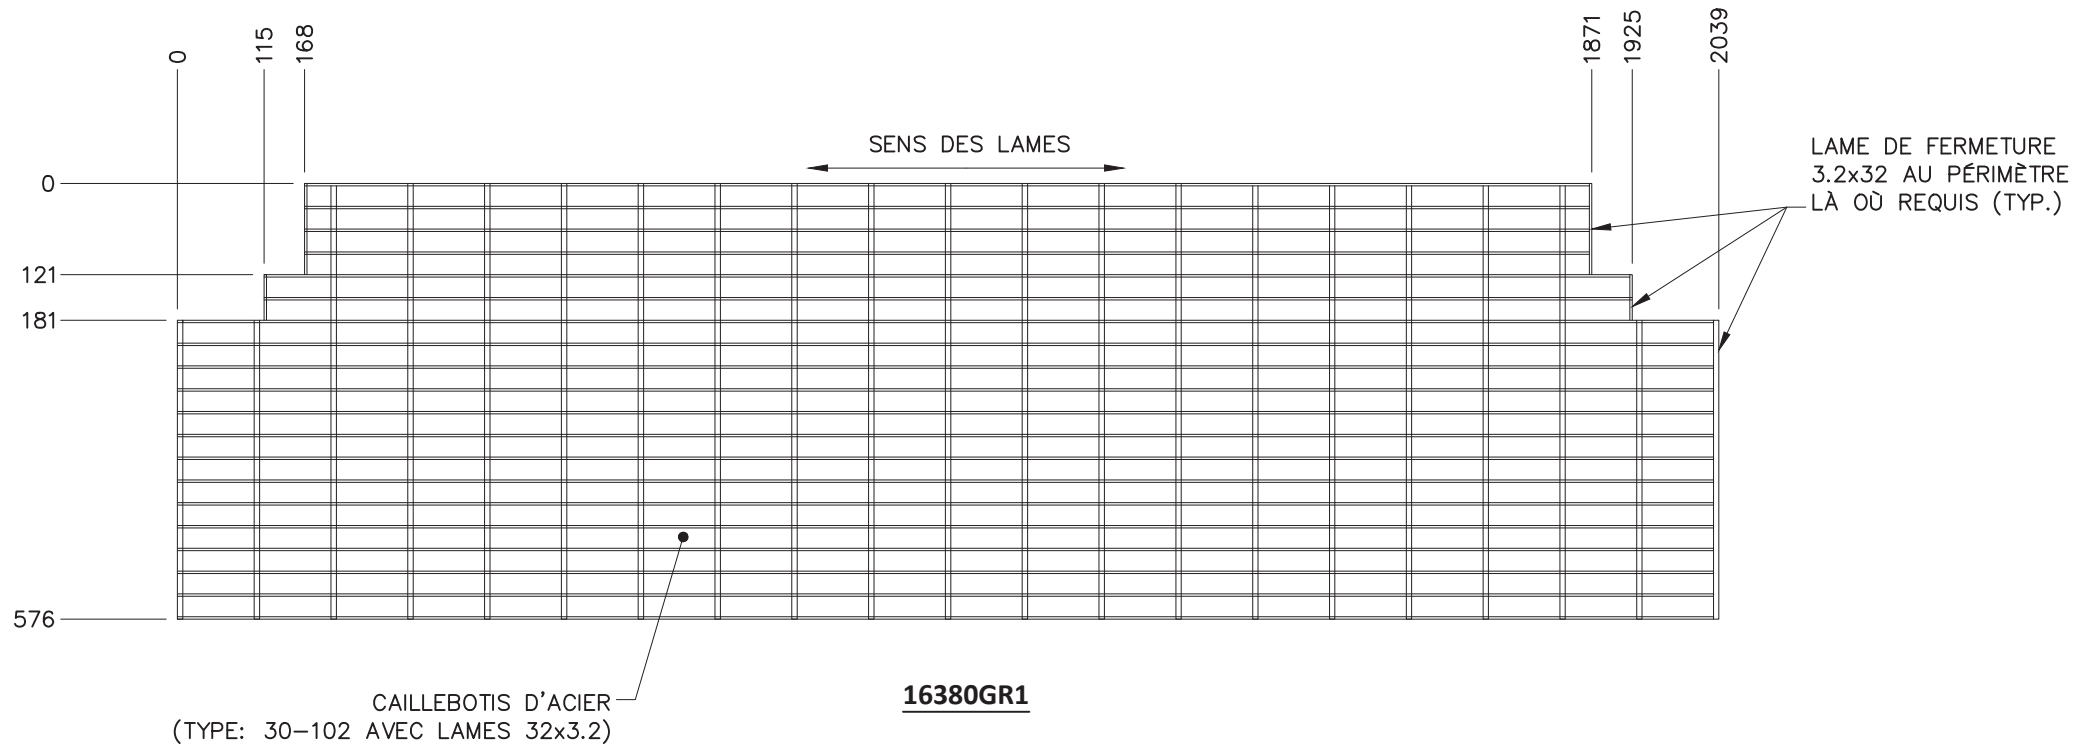 0
115
168
1871
1925
2039
SENS DES LAMES
LAME DE FERMETURE
3.2x32 AU PÉRIMÈTRE
LÀ OÙ REQUIS (TYP.)
0
121
181
576
CAILLEBOTIS D'ACIER
(TYPE: 30-102 AVEC LAMES 32x3.2)
16380GR1